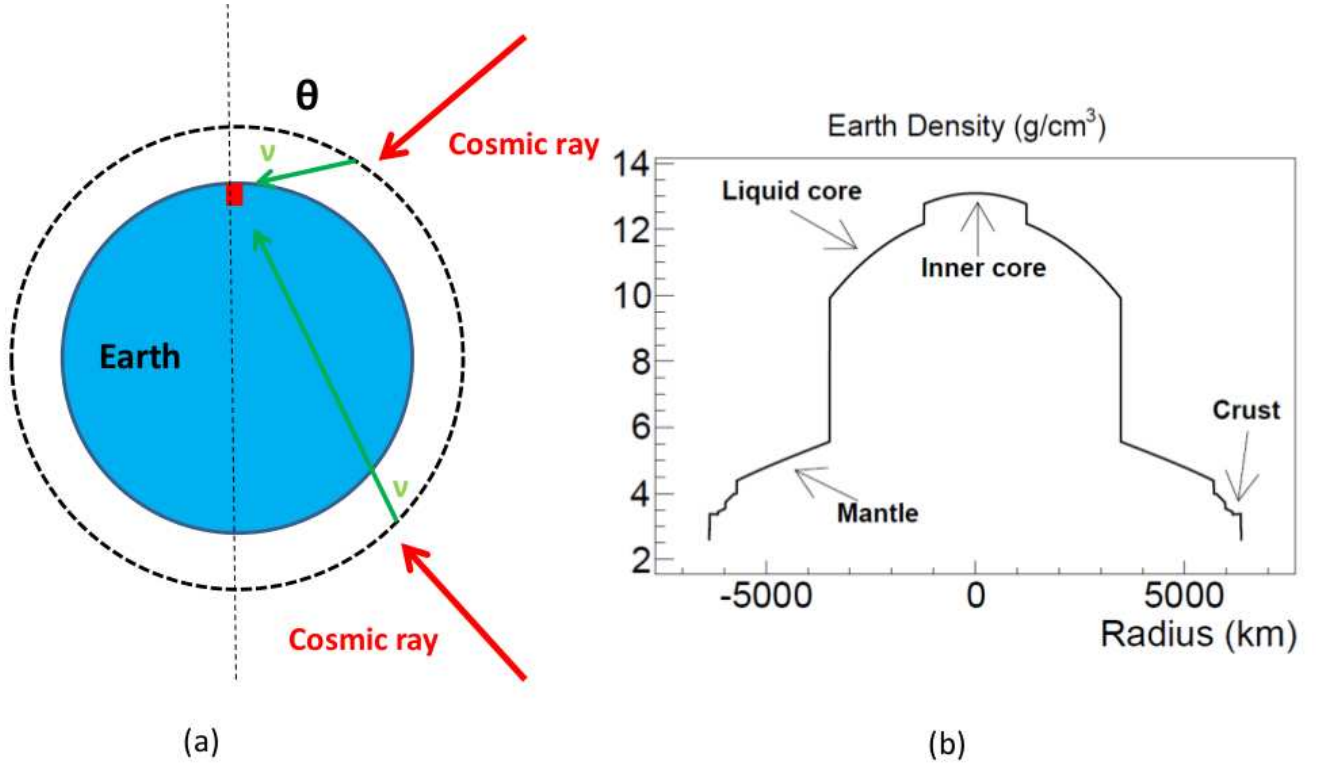 θ
Cosmic ray
ν
Earth
ν
Cosmic ray
(a)
Earth Density (g/cm³)
14
12
10
8
6
4
2
Liquid core
Inner core
Crust
Mantle
-5000 0 5000
Radius (km)
(b)